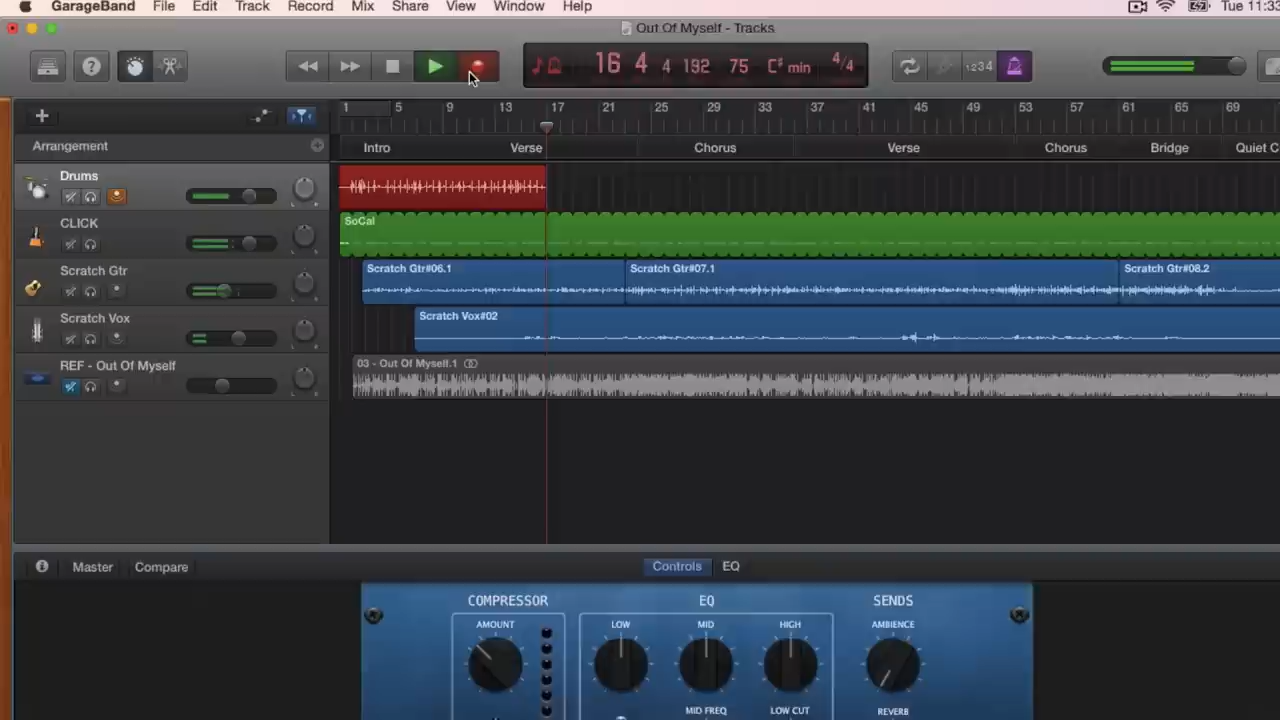 GarageBand File Edit Track Record Mix Share View Window Help Tue 11:33
Out Of Myself - Tracks
16 4 4 192 75 C♯ min 4/4
1234
1 5 9 13 17 21 25 29 33 37 41 45 49 53 57 61 65 69
Arrangement
Intro Verse Chorus Verse Chorus Bridge Quiet C
Drums
CLICK
SoCal
Scratch Gtr
Scratch Gtr#06.1 Scratch Gtr#07.1 Scratch Gtr#08.2
Scratch Vox
Scratch Vox#02
REF - Out Of Myself
03 - Out Of Myself.1
Master Compare Controls EQ
COMPRESSOR EQ SENDS
AMOUNT LOW MID HIGH AMBIENCE
MID FREQ LOW CUT REVERB